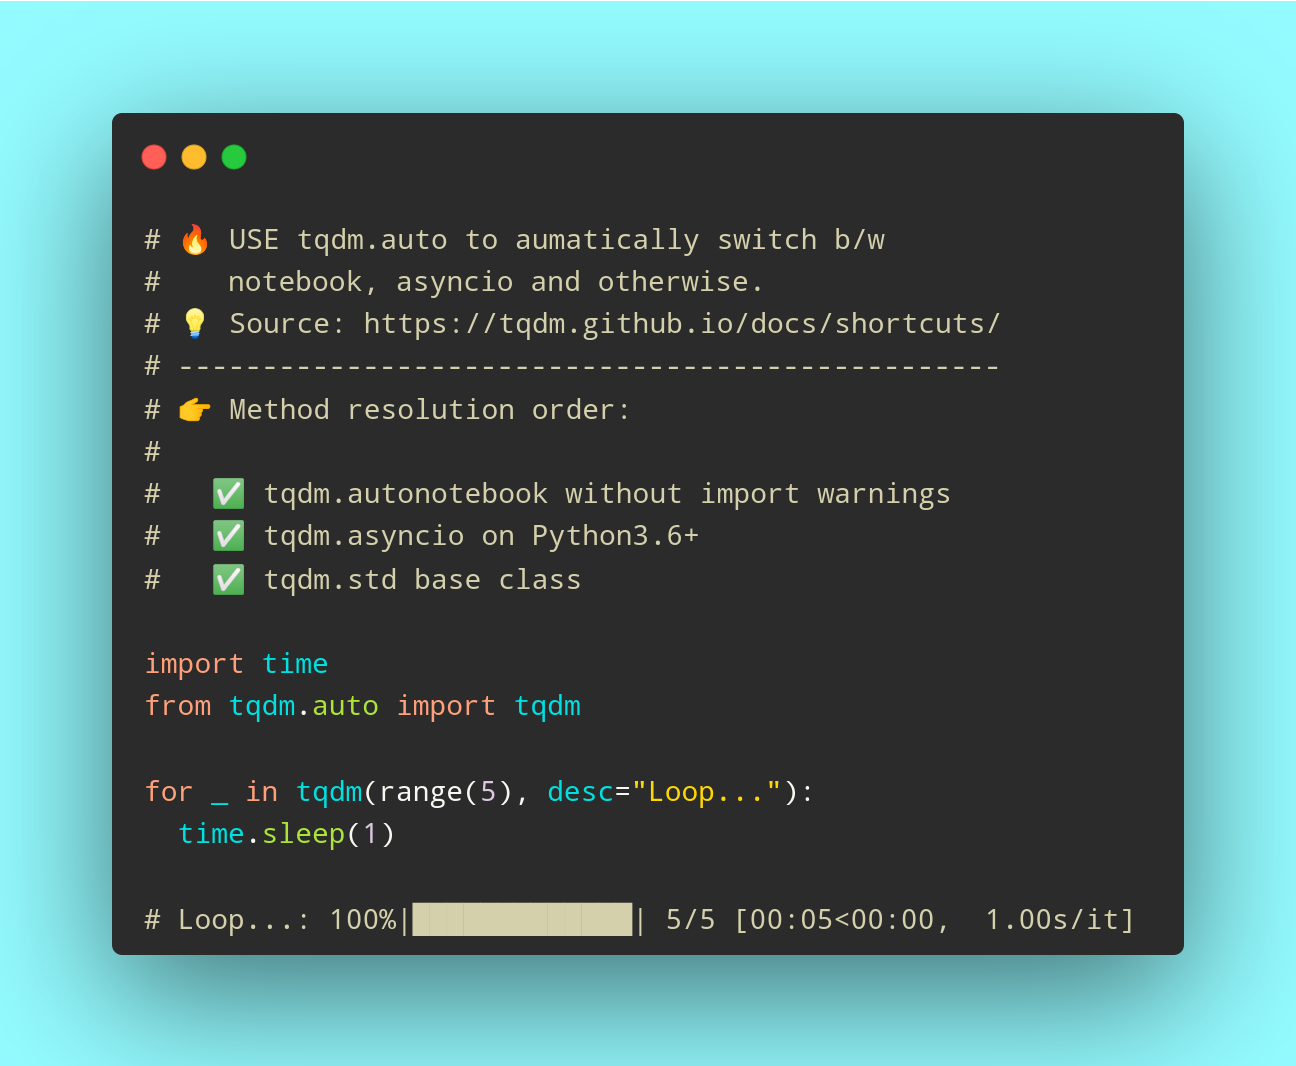 # 🔥 USE tqdm.auto to aumatically switch b/w
#    notebook, asyncio and otherwise.
# 💡 Source: https://tqdm.github.io/docs/shortcuts/
# -------------------------------------------------
# 👉 Method resolution order:
#
#   ✅ tqdm.autonotebook without import warnings
#   ✅ tqdm.asyncio on Python3.6+
#   ✅ tqdm.std base class
import time
from tqdm.auto import tqdm
for _ in tqdm(range(5), desc="Loop..."):
  time.sleep(1)
# Loop...: 100%|█████████████| 5/5 [00:05<00:00,  1.00s/it]